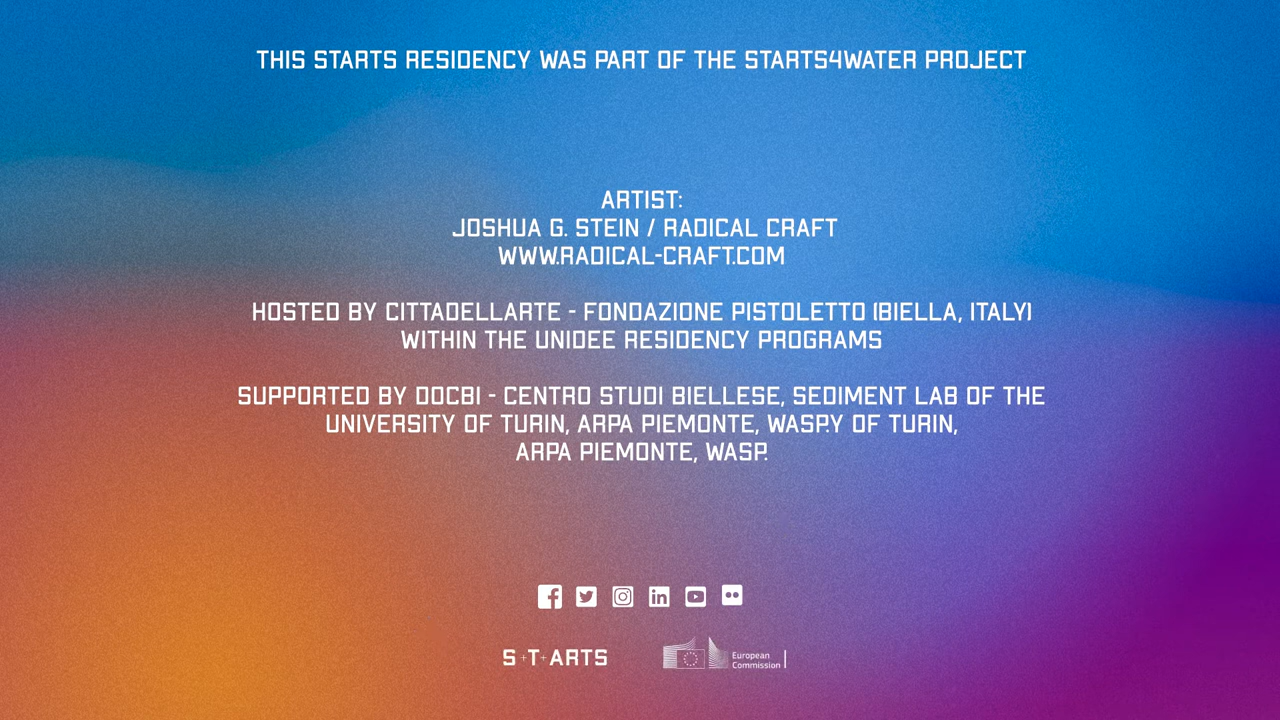 THIS STARTS RESIDENCY WAS PART OF THE STARTS4WATER PROJECT
ARTIST:
JOSHUA G. STEIN / RADICAL CRAFT
WWW.RADICAL-CRAFT.COM
HOSTED BY CITTADELLARTE - FONDAZIONE PISTOLETTO (BIELLA, ITALY)
WITHIN THE UNIDEE RESIDENCY PROGRAMS
SUPPORTED BY DOCBI - CENTRO STUDI BIELLESE, SEDIMENT LAB OF THE
UNIVERSITY OF TURIN, ARPA PIEMONTE, WASP.Y OF TURIN,
ARPA PIEMONTE, WASP.
S+T+ARTS
European
Commission